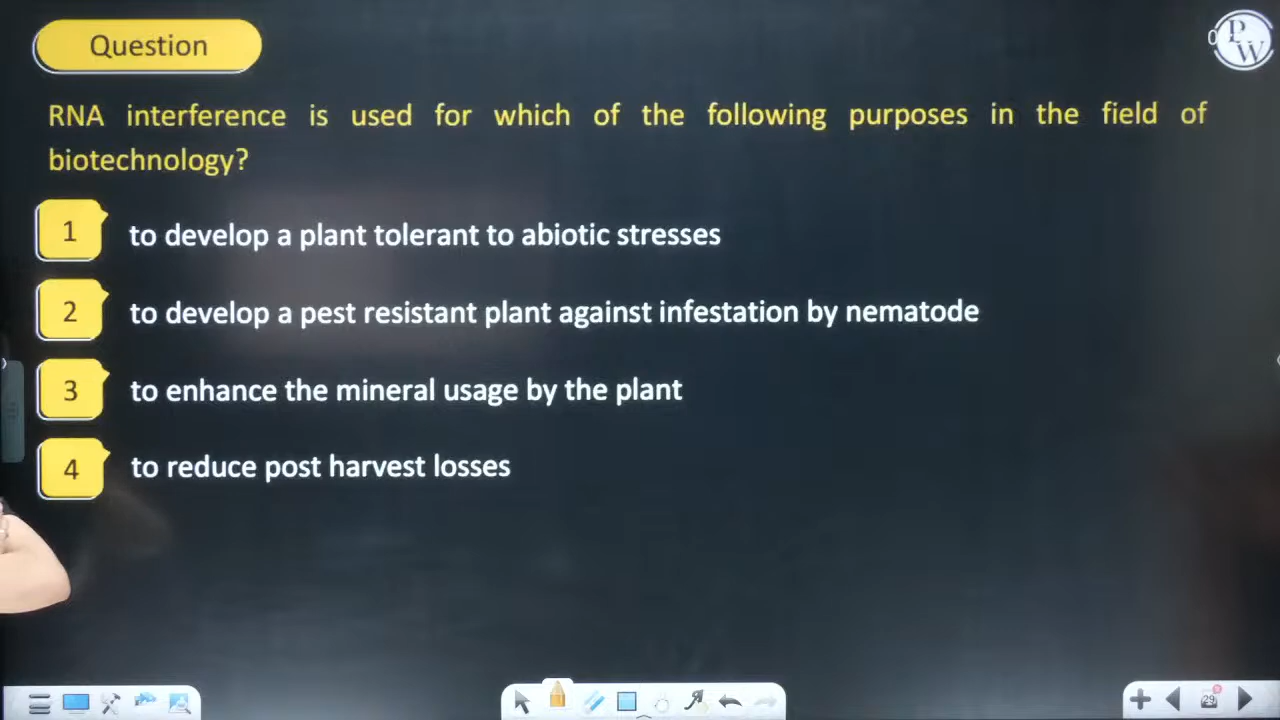 Question
PW
RNA interference is used for which of the following purposes in the field of
biotechnology?
1 to develop a plant tolerant to abiotic stresses
2 to develop a pest resistant plant against infestation by nematode
3 to enhance the mineral usage by the plant
4 to reduce post harvest losses
29